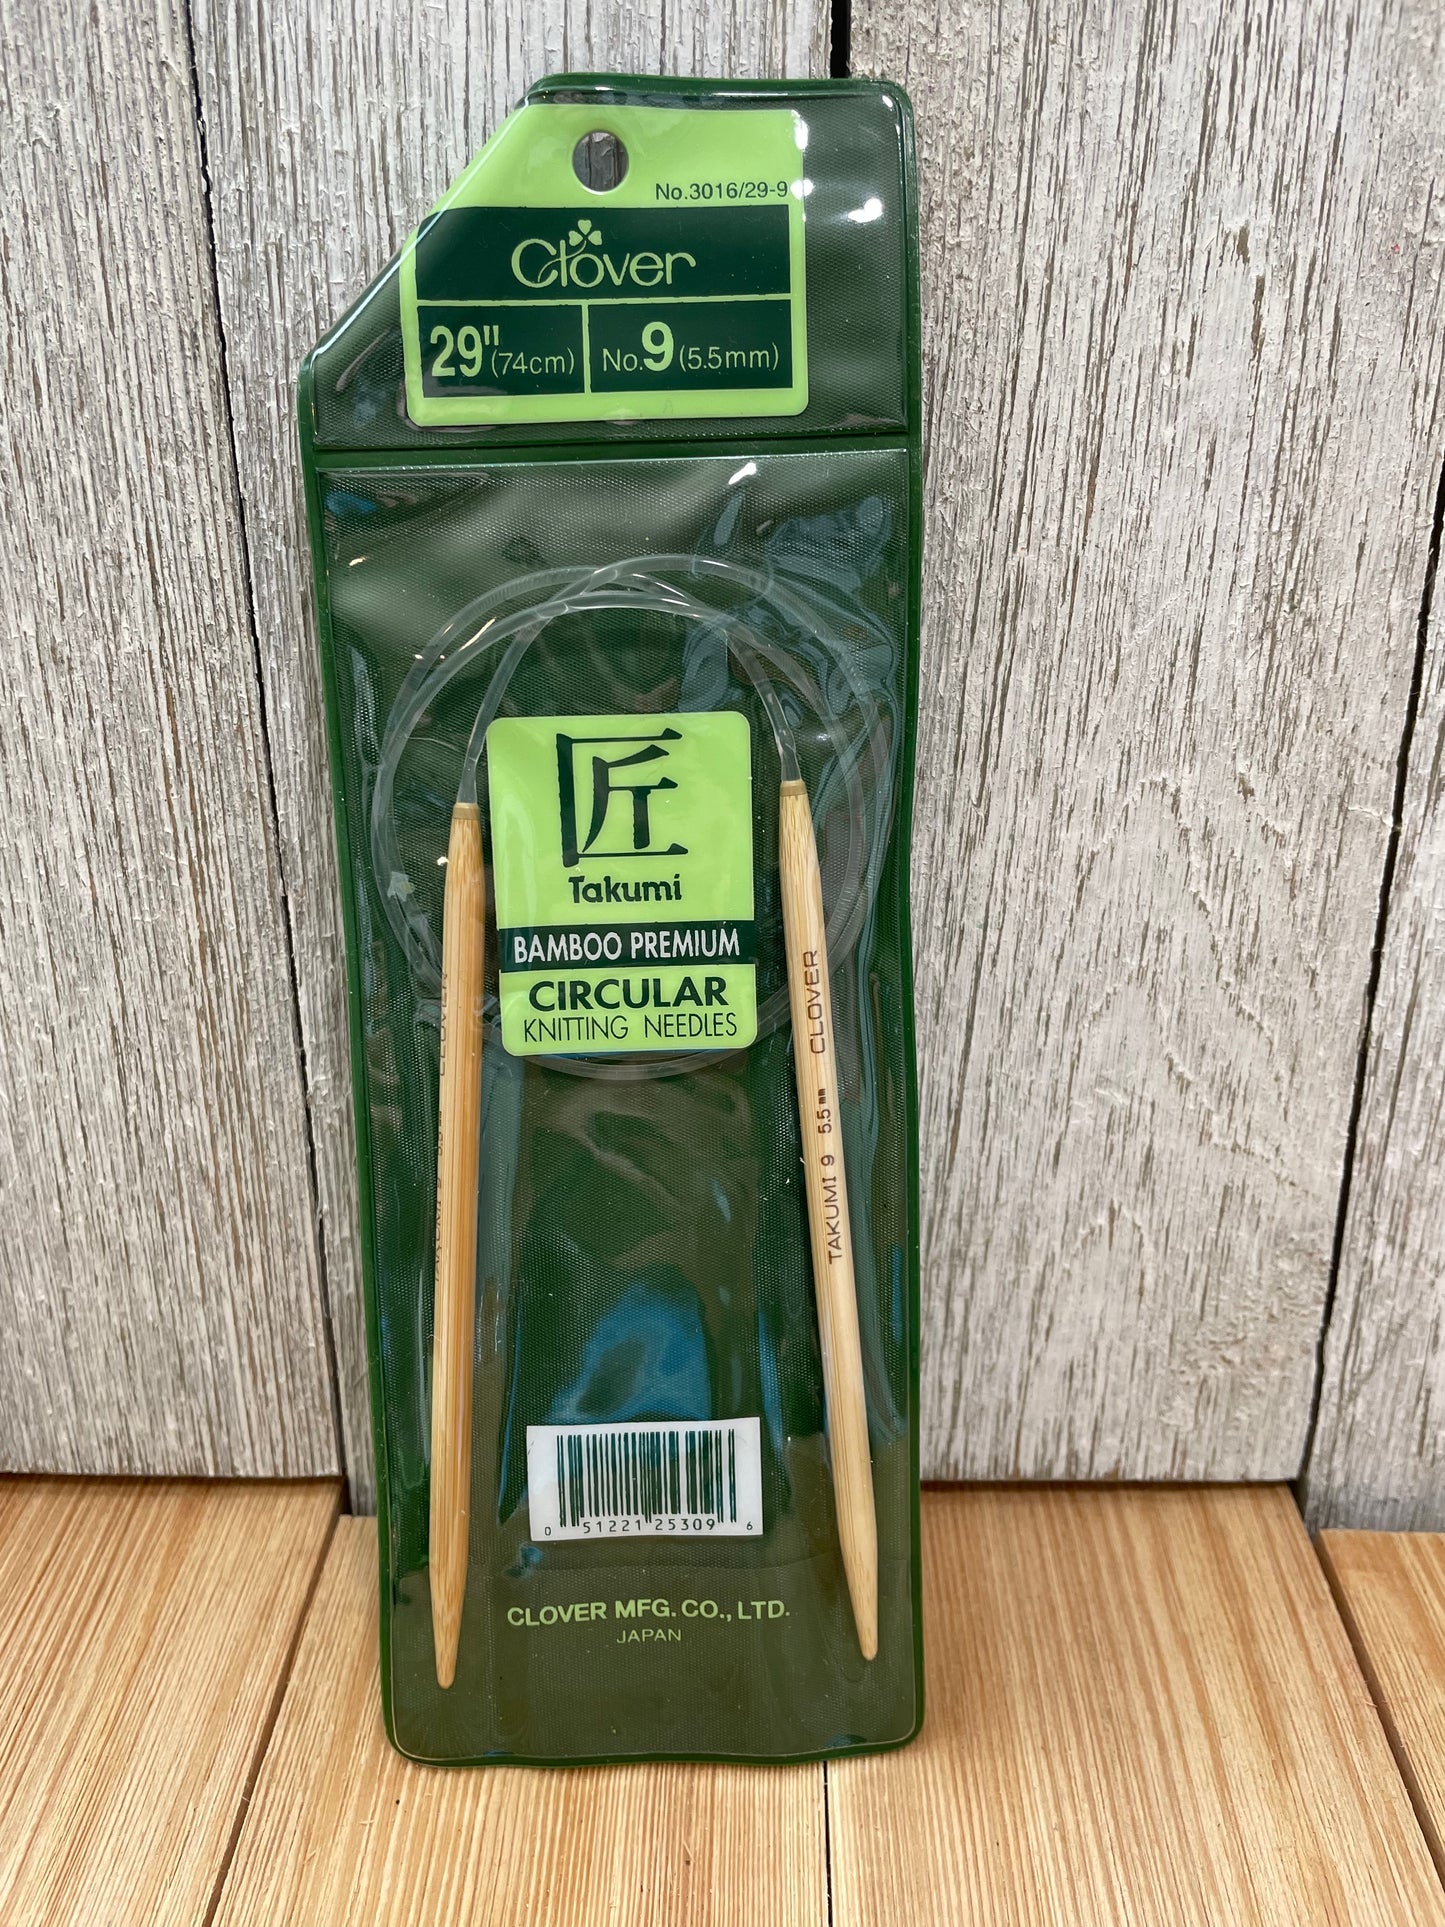 No.3016/29-9
Clover
29"(74cm) No.9(5.5mm)
匠
Takumi
BAMBOO PREMIUM
CIRCULAR
KNITTING NEEDLES
TAKUMI 9 5.5mm CLOVER
0 51221 25309 6
CLOVER MFG. CO., LTD.
JAPAN